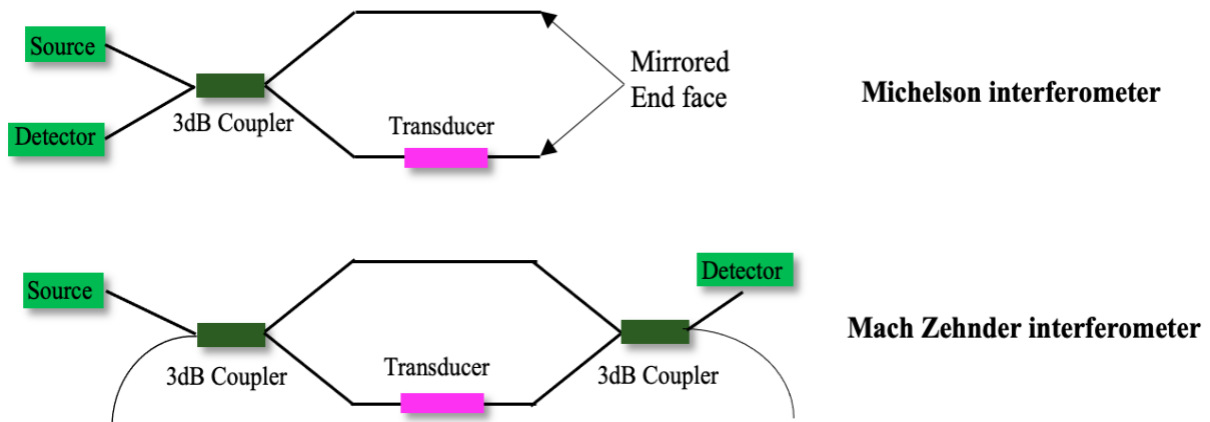 Source
Detector
3dB Coupler
Transducer
Mirrored
End face
Michelson interferometer
Source
3dB Coupler
Transducer
3dB Coupler
Detector
Mach Zehnder interferometer